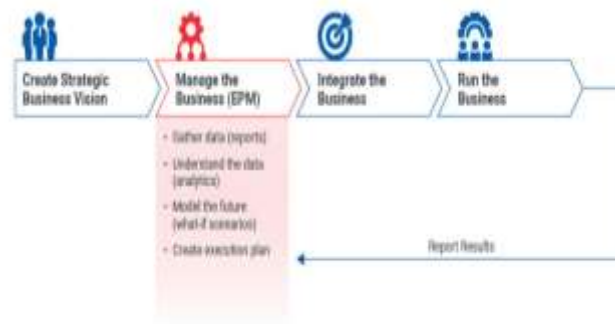 Create Strategic
Business Vision
Manage the
Business (EPM)
Integrate the
Business
Run the
Business
• Gather data (reports)
• Understand the data
(analytics)
• Model the future
(what-if scenarios)
• Create execution plan
Report Results